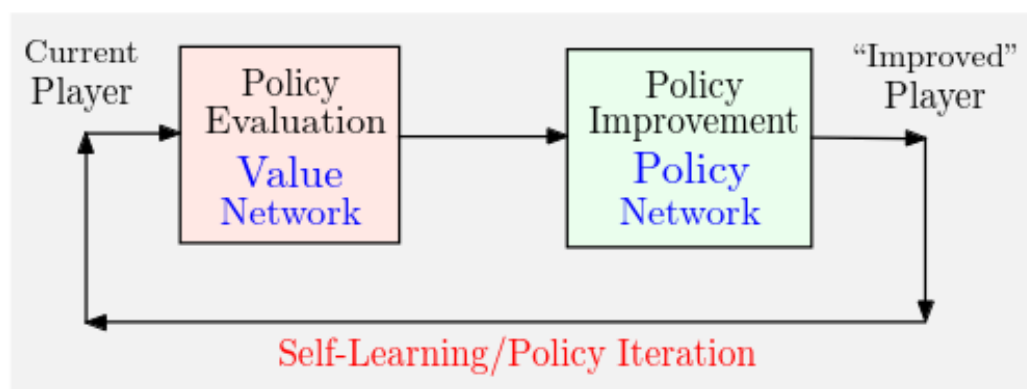 Current
Player
Policy
Evaluation
Value
Network
Policy
Improvement
Policy
Network
“Improved”
Player
Self-Learning/Policy Iteration